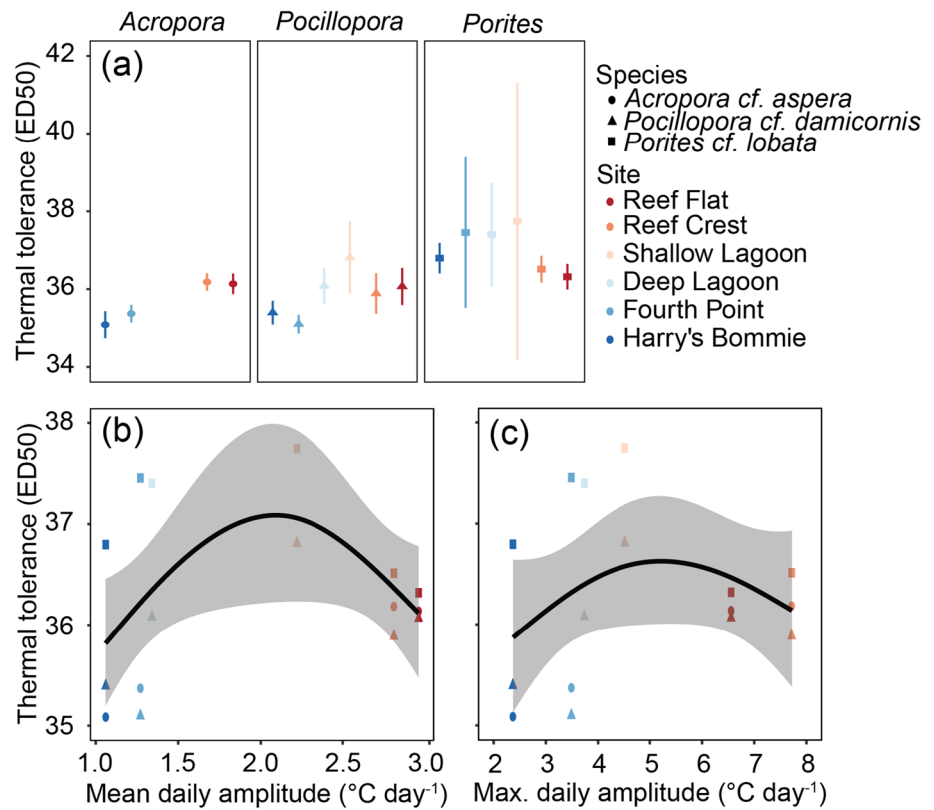 Acropora Pocillopora Porites
(a)
42
40
38
36
34
Thermal tolerance (ED50)
Species
Acropora cf. aspera
Pocillopora cf. damicornis
Porites cf. lobata
Site
Reef Flat
Reef Crest
Shallow Lagoon
Deep Lagoon
Fourth Point
Harry's Bommie
(b)
38
37
36
35
Thermal tolerance (ED50)
1.0 1.5 2.0 2.5 3.0
Mean daily amplitude (°C day-1)
(c)
2 3 4 5 6 7 8
Max. daily amplitude (°C day-1)